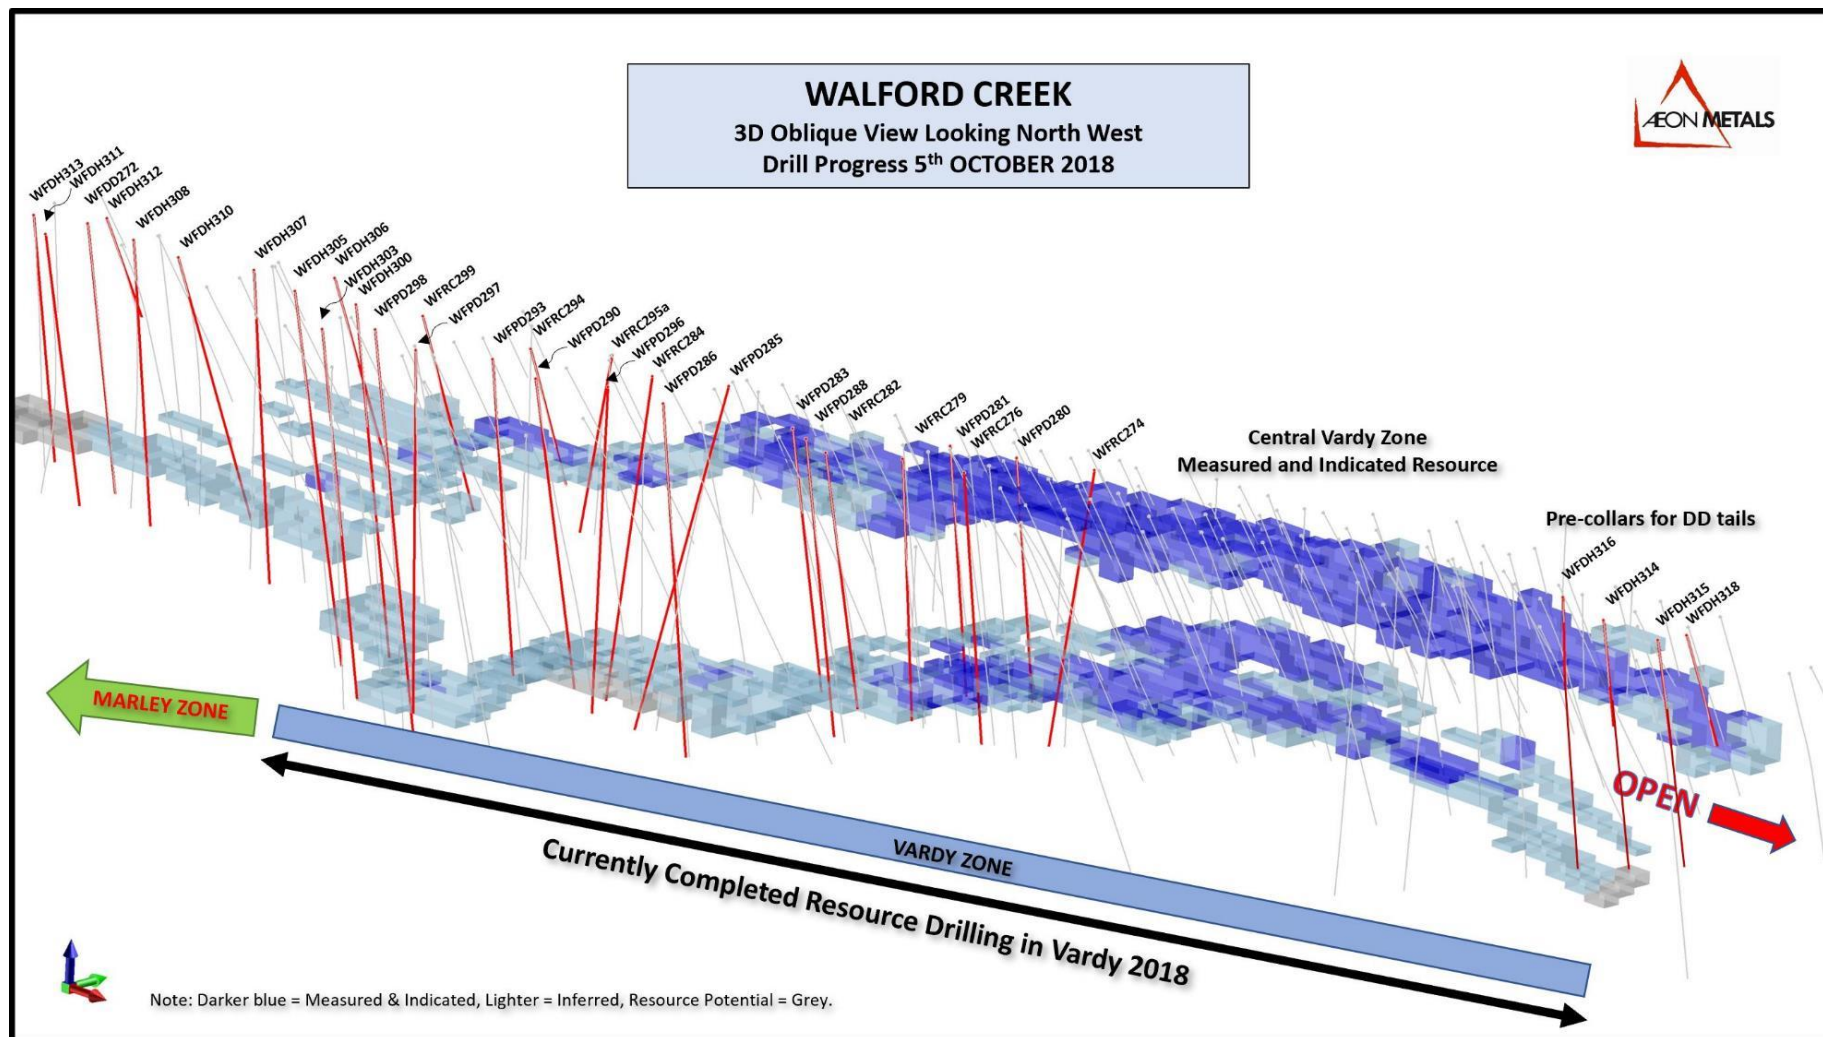 WALFORD CREEK
3D Oblique View Looking North West
Drill Progress 5th OCTOBER 2018
ÆON METALS
WFDH313
WFDH311
WFDD272
WFDH312
WFDH308
WFDH310
WFDH307
WFDH305
WFDH306
WFDH303
WFDH300
WFPD298
WFRC299
WFPD297
WFPD293
WFRC294
WFPD290
WFRC295a
WFPD296
WFRC284
WFPD286
WFPD285
WFPD283
WFPD288
WFRC282
WFRC279
WFPD281
WFRC276
WFPD280
WFRC274
Central Vardy Zone
Measured and Indicated Resource
Pre-collars for DD tails
WFDH316
WFDH314
WFDH315
WFDH318
MARLEY ZONE
OPEN
VARDY ZONE
Currently Completed Resource Drilling in Vardy 2018
Note: Darker blue = Measured & Indicated, Lighter = Inferred, Resource Potential = Grey.